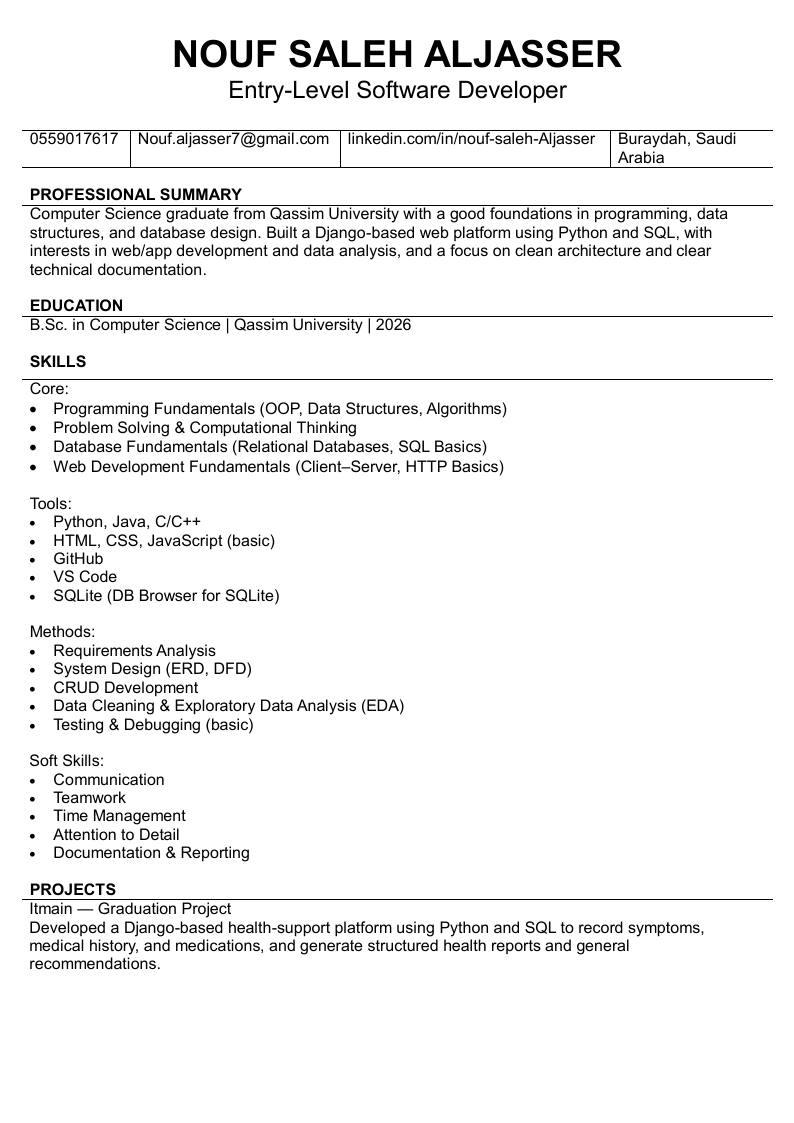 NOUF SALEH ALJASSER
Entry-Level Software Developer
0559017617 Nouf.aljasser7@gmail.com linkedin.com/in/nouf-saleh-Aljasser Buraydah, Saudi
Arabia
PROFESSIONAL SUMMARY
Computer Science graduate from Qassim University with a good foundations in programming, data
structures, and database design. Built a Django-based web platform using Python and SQL, with
interests in web/app development and data analysis, and a focus on clean architecture and clear
technical documentation.
EDUCATION
B.Sc. in Computer Science | Qassim University | 2026
SKILLS
Core:
• Programming Fundamentals (OOP, Data Structures, Algorithms)
• Problem Solving & Computational Thinking
• Database Fundamentals (Relational Databases, SQL Basics)
• Web Development Fundamentals (Client–Server, HTTP Basics)
Tools:
• Python, Java, C/C++
• HTML, CSS, JavaScript (basic)
• GitHub
• VS Code
• SQLite (DB Browser for SQLite)
Methods:
• Requirements Analysis
• System Design (ERD, DFD)
• CRUD Development
• Data Cleaning & Exploratory Data Analysis (EDA)
• Testing & Debugging (basic)
Soft Skills:
• Communication
• Teamwork
• Time Management
• Attention to Detail
• Documentation & Reporting
PROJECTS
Itmain — Graduation Project
Developed a Django-based health-support platform using Python and SQL to record symptoms,
medical history, and medications, and generate structured health reports and general
recommendations.